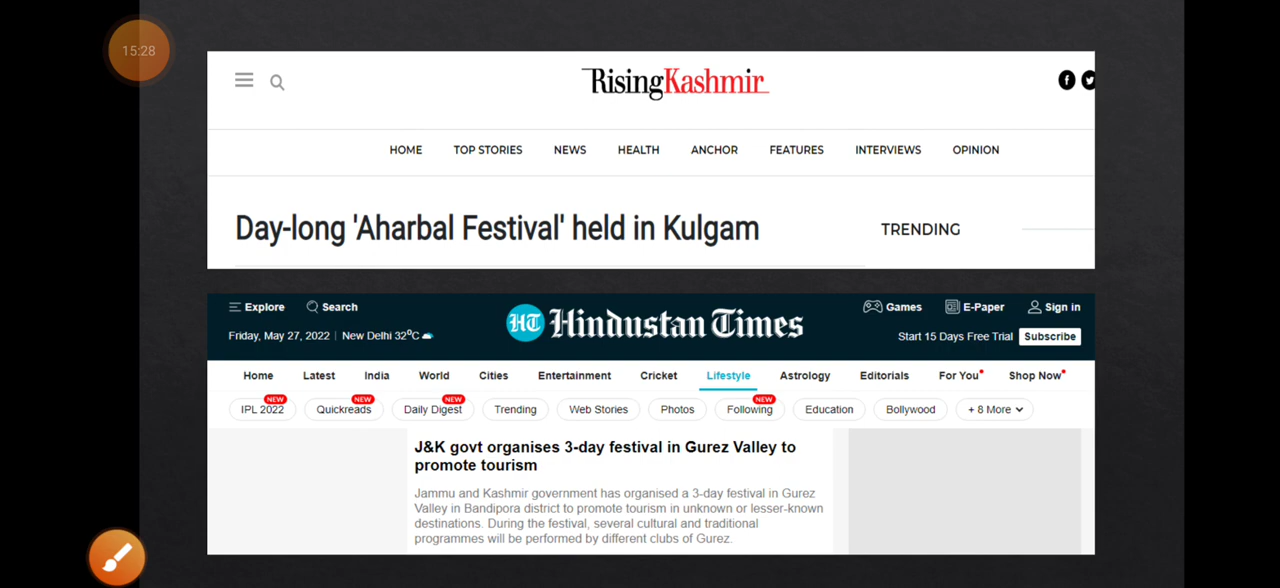 15:28
RisingKashmir
HOME TOP STORIES NEWS HEALTH ANCHOR FEATURES INTERVIEWS OPINION
Day-long 'Aharbal Festival' held in Kulgam
TRENDING
Explore Search
HT Hindustan Times
Games E-Paper Sign in
Friday, May 27, 2022 | New Delhi 32⁰C
Start 15 Days Free Trial Subscribe
Home Latest India World Cities Entertainment Cricket Lifestyle Astrology Editorials For You Shop Now
NEW NEW NEW NEW
IPL 2022 Quickreads Daily Digest Trending Web Stories Photos Following Education Bollywood + 8 More
J&K govt organises 3-day festival in Gurez Valley to
promote tourism
Jammu and Kashmir government has organised a 3-day festival in Gurez
Valley in Bandipora district to promote tourism in unknown or lesser-known
destinations. During the festival, several cultural and traditional
programmes will be performed by different clubs of Gurez.